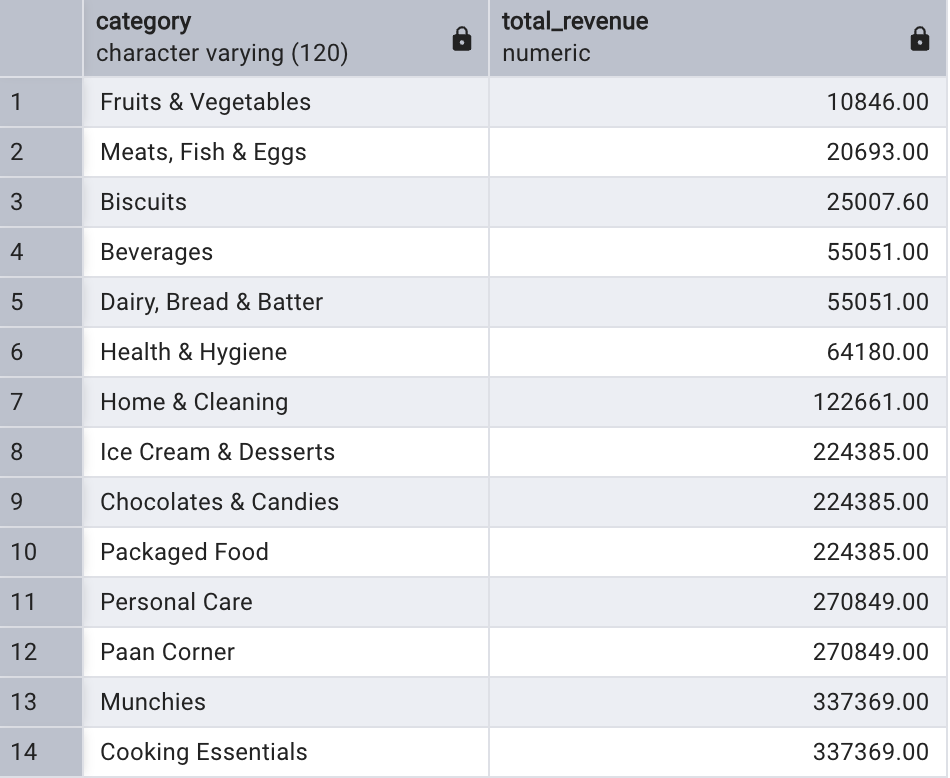 category total_revenue
character varying (120) numeric
1 Fruits & Vegetables 10846.00
2 Meats, Fish & Eggs 20693.00
3 Biscuits 25007.60
4 Beverages 55051.00
5 Dairy, Bread & Batter 55051.00
6 Health & Hygiene 64180.00
7 Home & Cleaning 122661.00
8 Ice Cream & Desserts 224385.00
9 Chocolates & Candies 224385.00
10 Packaged Food 224385.00
11 Personal Care 270849.00
12 Paan Corner 270849.00
13 Munchies 337369.00
14 Cooking Essentials 337369.00